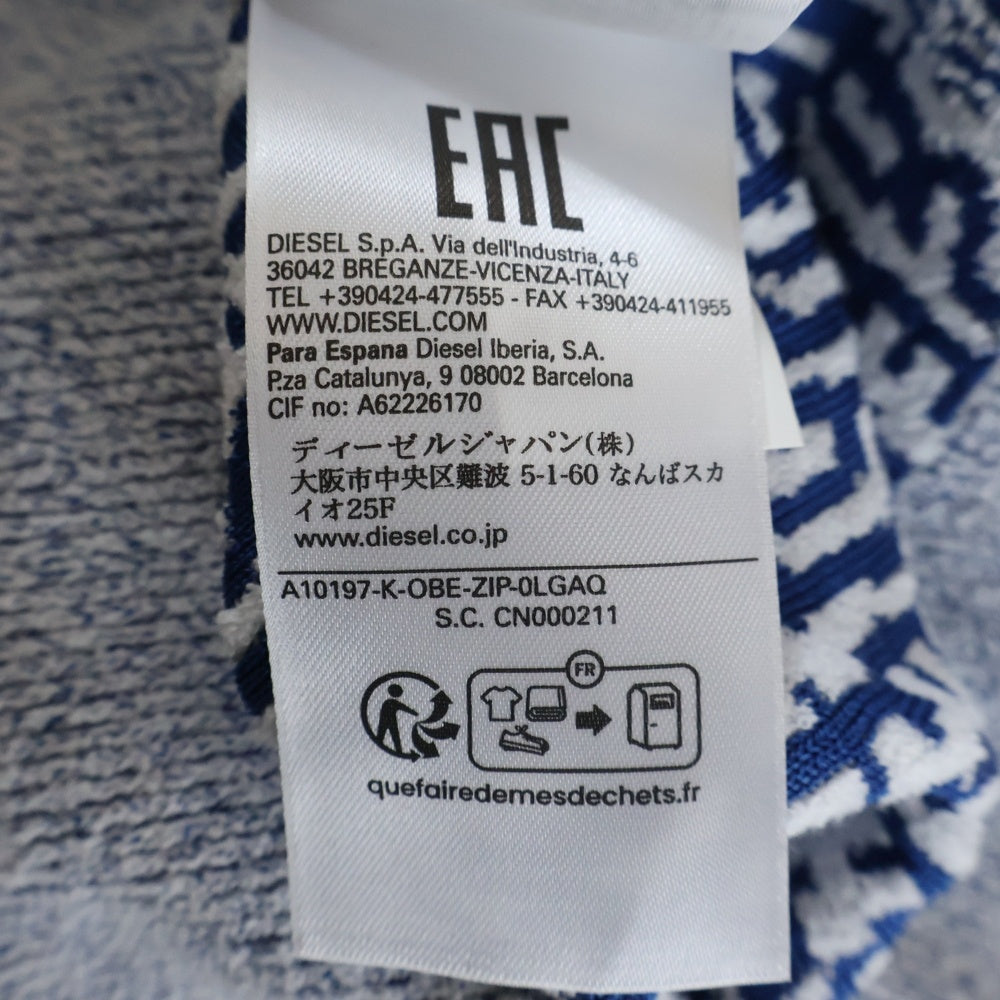 EAC
DIESEL S.p.A. Via dell'Industria, 4-6
36042 BREGANZE-VICENZA-ITALY
TEL +390424-477555 - FAX +390424-411955
WWW.DIESEL.COM
Para Espana Diesel Iberia, S.A.
P.za Catalunya, 9 08002 Barcelona
CIF no: A62226170
ディーゼルジャパン(株)
大阪市中央区難波 5-1-60 なんばスカ
イオ25F
www.diesel.co.jp
A10197-K-OBE-ZIP-0LGAQ
S.C. CN000211
FR
quefairedemesdechets.fr